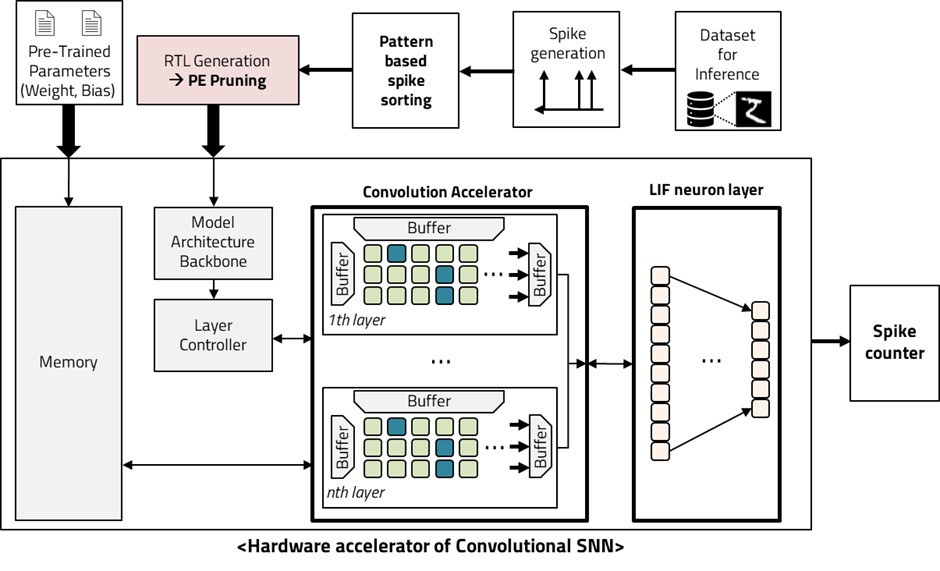 Pre-Trained
Parameters
(Weight, Bias)
RTL Generation
→ PE Pruning
Pattern
based
spike
sorting
Spike
generation
Dataset
for
Inference
Memory
Model
Architecture
Backbone
Layer
Controller
Convolution Accelerator
Buffer
Buffer
...
Buffer
1th layer
...
Buffer
Buffer
...
Buffer
nth layer
LIF neuron layer
...
Spike
counter
<Hardware accelerator of Convolutional SNN>